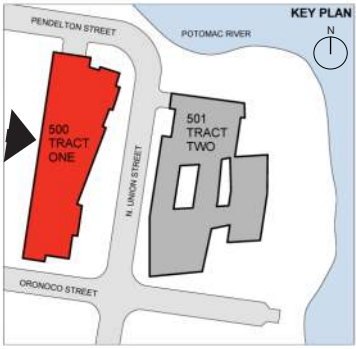 KEY PLAN
PENDELTON STREET
POTOMAC RIVER
N
500
TRACT
ONE
501
TRACT
TWO
N. UNION STREET
ORONOCO STREET